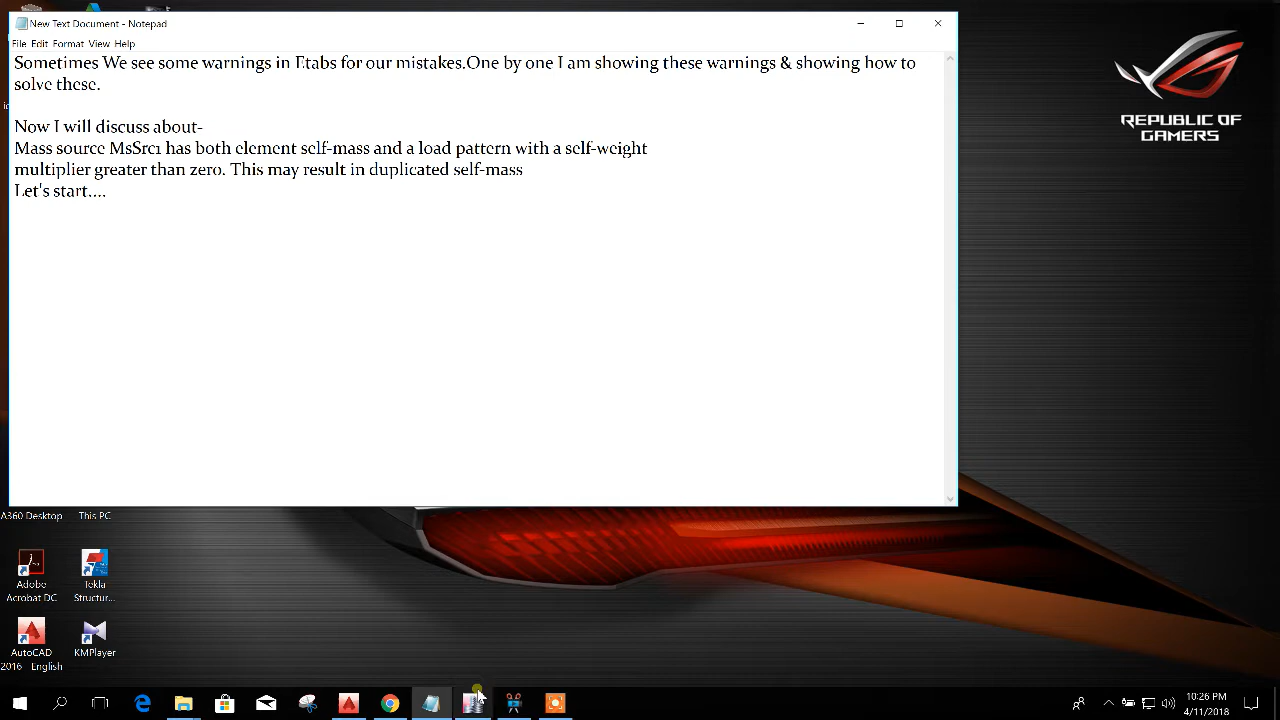 New Text Document - Notepad
File Edit Format View Help
Sometimes We see some warnings in Etabs for our mistakes.One by one I am showing these warnings & showing how to
solve these.
Now I will discuss about-
Mass source MsSrc1 has both element self-mass and a load pattern with a self-weight
multiplier greater than zero. This may result in duplicated self-mass
Let's start....
REPUBLIC OF
GAMERS
A360 Desktop
This PC
Adobe
Acrobat DC
Tekla
Structur...
AutoCAD
2016 - English
KMPlayer
10:26 PM
4/11/2018